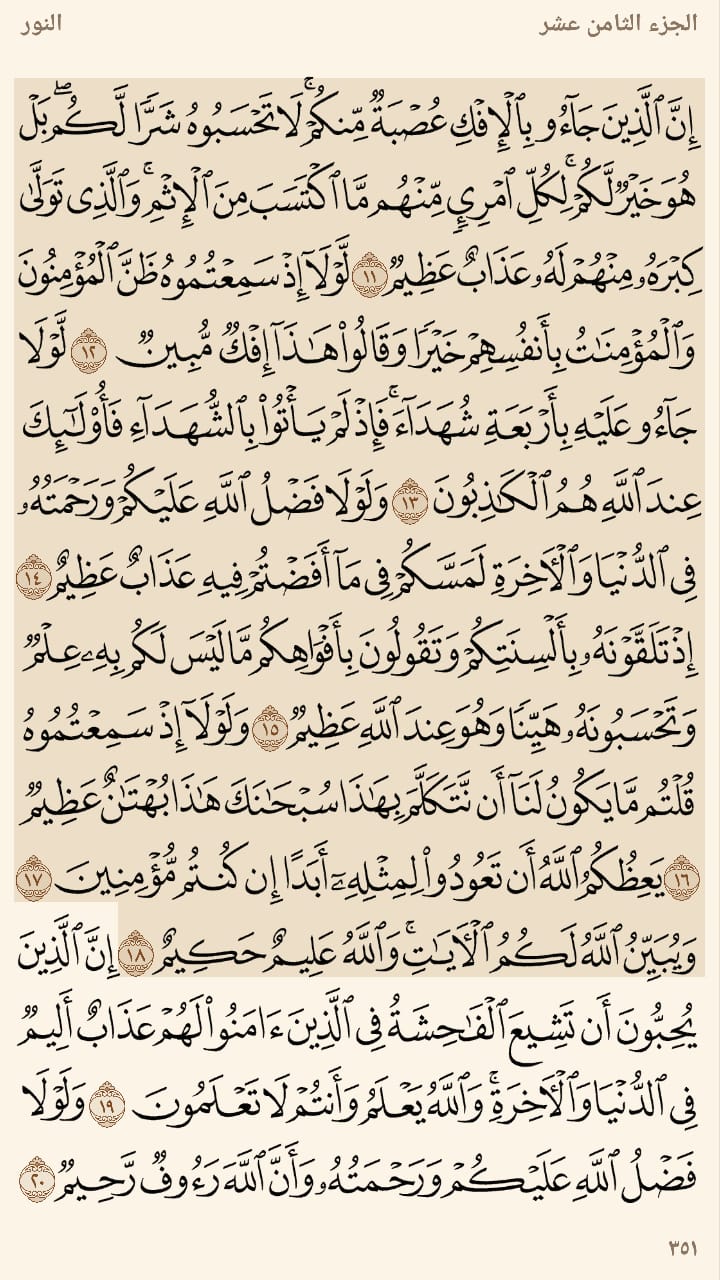 الجزء الثامن عشر النور
إِنَّ ٱلَّذِينَ جَآءُو بِٱلْإِفْكِ عُصْبَةٌ مِّنكُمْ ۚ لَا تَحْسَبُوهُ شَرًّا لَّكُم ۖ بَلْ
هُوَ خَيْرٌ لَّكُمْ ۚ لِكُلِّ ٱمْرِئٍ مِّنْهُم مَّا ٱكْتَسَبَ مِنَ ٱلْإِثْمِ ۚ وَٱلَّذِى تَوَلَّىٰ
كِبْرَهُۥ مِنْهُمْ لَهُۥ عَذَابٌ عَظِيمٌ ١١ لَّوْلَآ إِذْ سَمِعْتُمُوهُ ظَنَّ ٱلْمُؤْمِنُونَ
وَٱلْمُؤْمِنَٰتُ بِأَنفُسِهِمْ خَيْرًا وَقَالُوا۟ هَٰذَآ إِفْكٌ مُّبِينٌ ١٢ لَّوْلَا
جَآءُو عَلَيْهِ بِأَرْبَعَةِ شُهَدَآءَ ۚ فَإِذْ لَمْ يَأْتُوا۟ بِٱلشُّهَدَآءِ فَأُو۟لَٰٓئِكَ
عِندَ ٱللَّهِ هُمُ ٱلْكَٰذِبُونَ ١٣ وَلَوْلَا فَضْلُ ٱللَّهِ عَلَيْكُمْ وَرَحْمَتُهُۥ
فِى ٱلدُّنْيَا وَٱلْءَاخِرَةِ لَمَسَّكُمْ فِى مَآ أَفَضْتُمْ فِيهِ عَذَابٌ عَظِيمٌ ١٤
إِذْ تَلَقَّوْنَهُۥ بِأَلْسِنَتِكُمْ وَتَقُولُونَ بِأَفْوَاهِكُم مَّا لَيْسَ لَكُم بِهِۦ عِلْمٌ
وَتَحْسَبُونَهُۥ هَيِّنًا وَهُوَ عِندَ ٱللَّهِ عَظِيمٌ ١٥ وَلَوْلَآ إِذْ سَمِعْتُمُوهُ
قُلْتُم مَّا يَكُونُ لَنَآ أَن نَّتَكَلَّمَ بِهَٰذَا سُبْحَٰنَكَ هَٰذَا بُهْتَٰنٌ عَظِيمٌ
١٦ يَعِظُكُمُ ٱللَّهُ أَن تَعُودُوا۟ لِمِثْلِهِۦٓ أَبَدًا إِن كُنتُم مُّؤْمِنِينَ ١٧
وَيُبَيِّنُ ٱللَّهُ لَكُمُ ٱلْءَايَٰتِ ۚ وَٱللَّهُ عَلِيمٌ حَكِيمٌ ١٨ إِنَّ ٱلَّذِينَ
يُحِبُّونَ أَن تَشِيعَ ٱلْفَٰحِشَةُ فِى ٱلَّذِينَ ءَامَنُوا۟ لَهُمْ عَذَابٌ أَلِيمٌ
فِى ٱلدُّنْيَا وَٱلْءَاخِرَةِ ۚ وَٱللَّهُ يَعْلَمُ وَأَنتُمْ لَا تَعْلَمُونَ ١٩ وَلَوْلَا
فَضْلُ ٱللَّهِ عَلَيْكُمْ وَرَحْمَتُهُۥ وَأَنَّ ٱللَّهَ رَءُوفٌ رَّحِيمٌ ٢٠
٣٥١